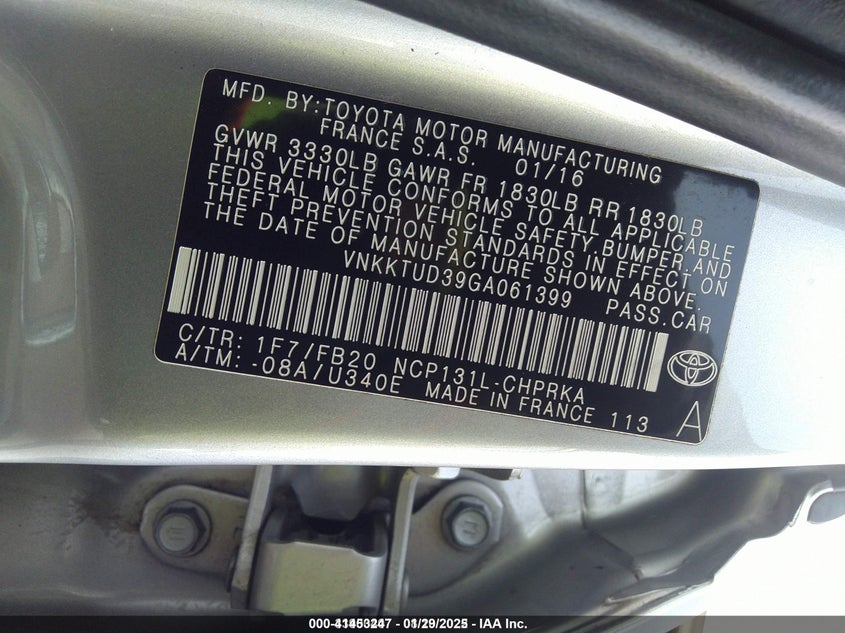 MFD. BY:TOYOTA MOTOR MANUFACTURING
FRANCE S.A.S. 01/16
GVWR 3330LB GAWR FR 1830LB RR 1830LB
THIS VEHICLE CONFORMS TO ALL APPLICABLE
FEDERAL MOTOR VEHICLE SAFETY,BUMPER,AND
THEFT PREVENTION STANDARDS IN EFFECT ON
THE DATE OF MANUFACTURE SHOWN ABOVE.
VNKKTUD39GA061399 PASS.CAR
C/TR: 1F7/FB20 NCP131L-CHPRKA
A/TM: -08A/U340E MADE IN FRANCE 113
A
- IAA Inc.